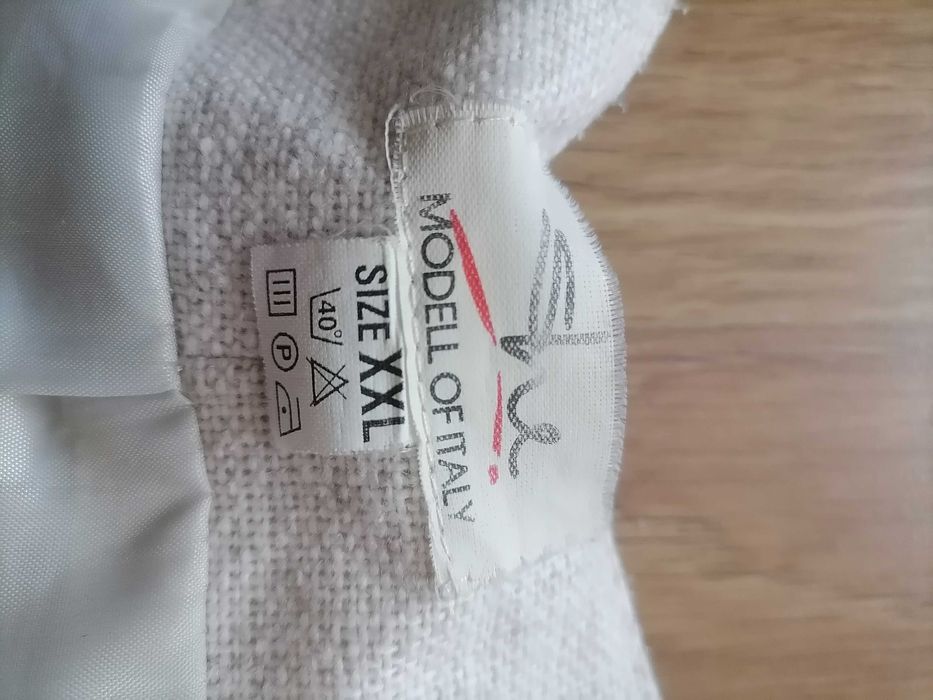 MODELL OF ITALY
SIZE XXL
40°
P